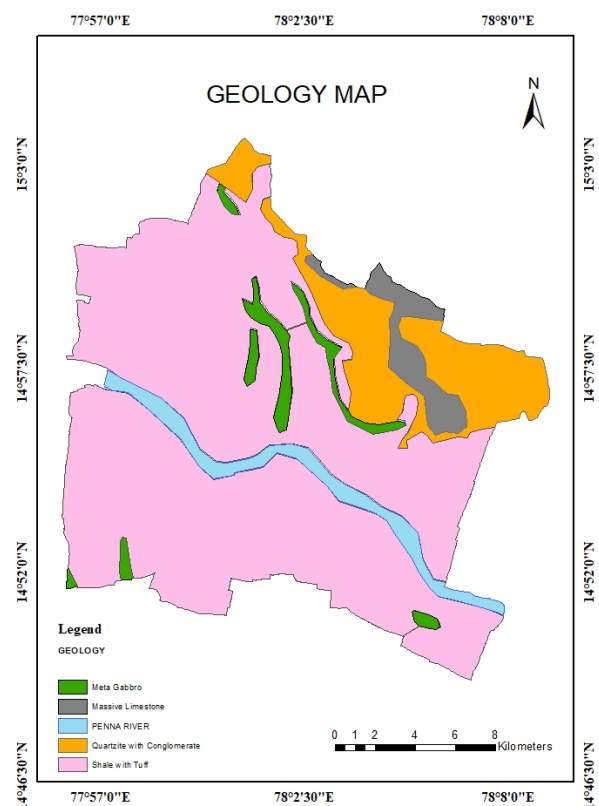 77°57'0"E 78°2'30"E 78°8'0"E
GEOLOGY MAP
N
15°3'0"N 15°3'0"N
14°57'30"N 14°57'30"N
14°52'0"N 14°52'0"N
14°46'30"N 14°46'30"N
Legend
GEOLOGY
Meta Gabbro
Massive Limestone
PENNA RIVER
Quartzite with Conglomerate
Shale with Tuff
0 1 2 4 6 8
Kilometers
77°57'0"E 78°2'30"E 78°8'0"E